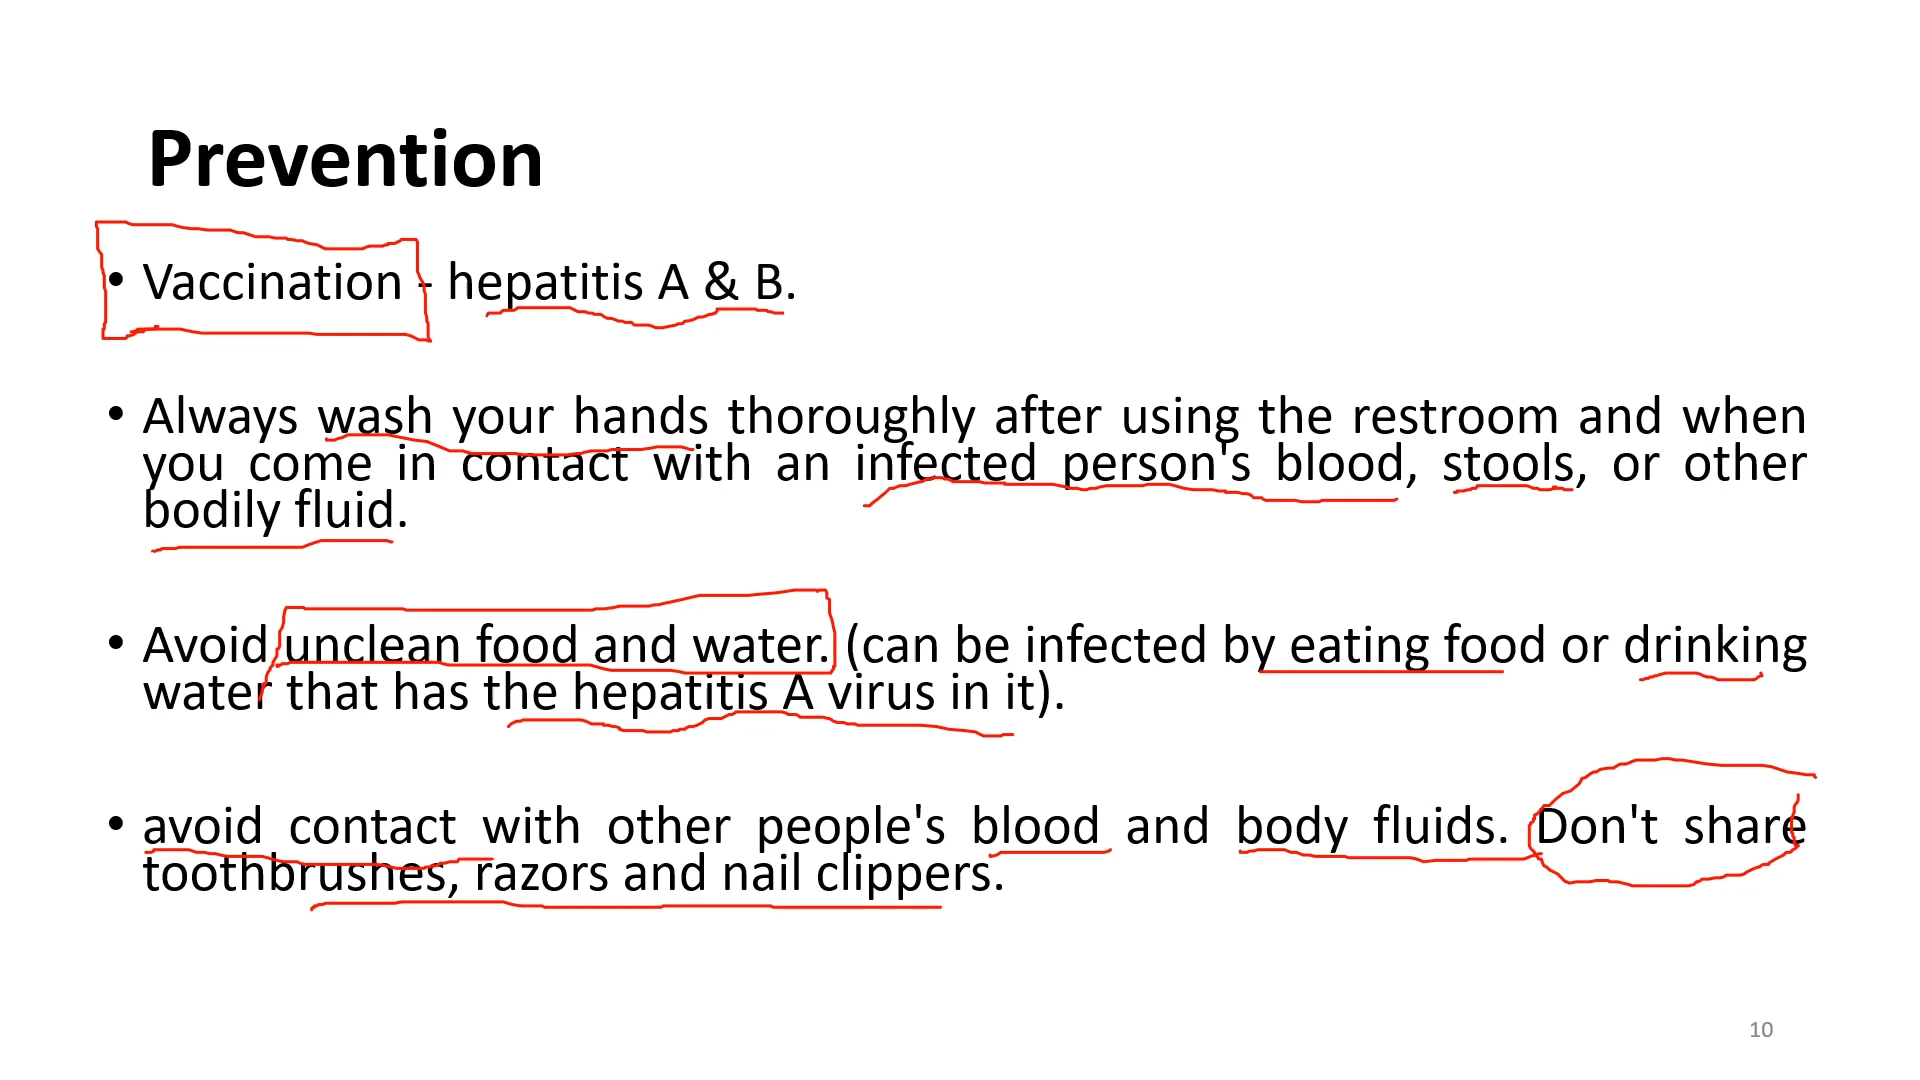 Prevention
• Vaccination - hepatitis A & B.
• Always wash your hands thoroughly after using the restroom and when
you come in contact with an infected person's blood, stools, or other
bodily fluid.
• Avoid unclean food and water. (can be infected by eating food or drinking
water that has the hepatitis A virus in it).
• avoid contact with other people's blood and body fluids. Don't share
toothbrushes, razors and nail clippers.
10